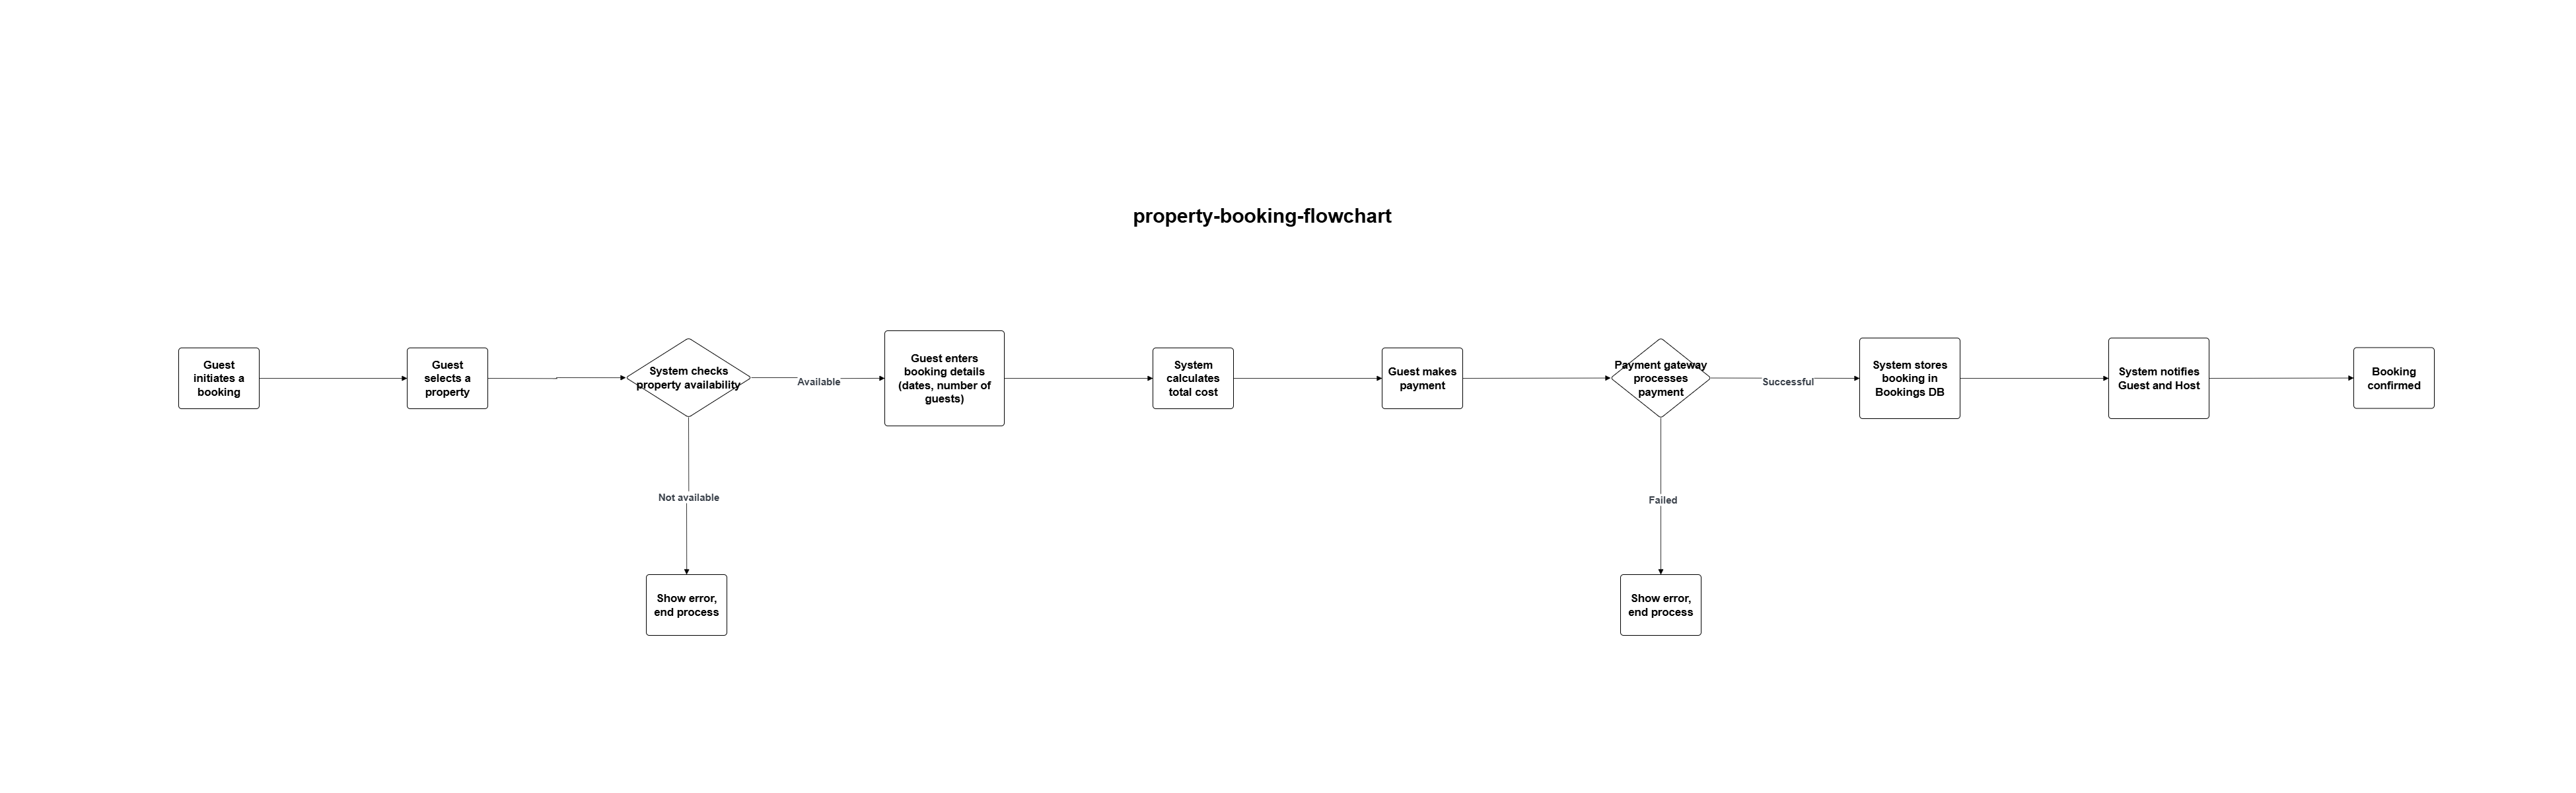 property-booking-flowchart
Guest
initiates a
booking
Guest
selects a
property
System checks
property availability
Available
Guest enters
booking details
(dates, number of
guests)
System
calculates
total cost
Guest makes
payment
Payment gateway
processes
payment
Successful
System stores
booking in
Bookings DB
System notifies
Guest and Host
Booking
confirmed
Not available
Failed
Show error,
end process
Show error,
end process